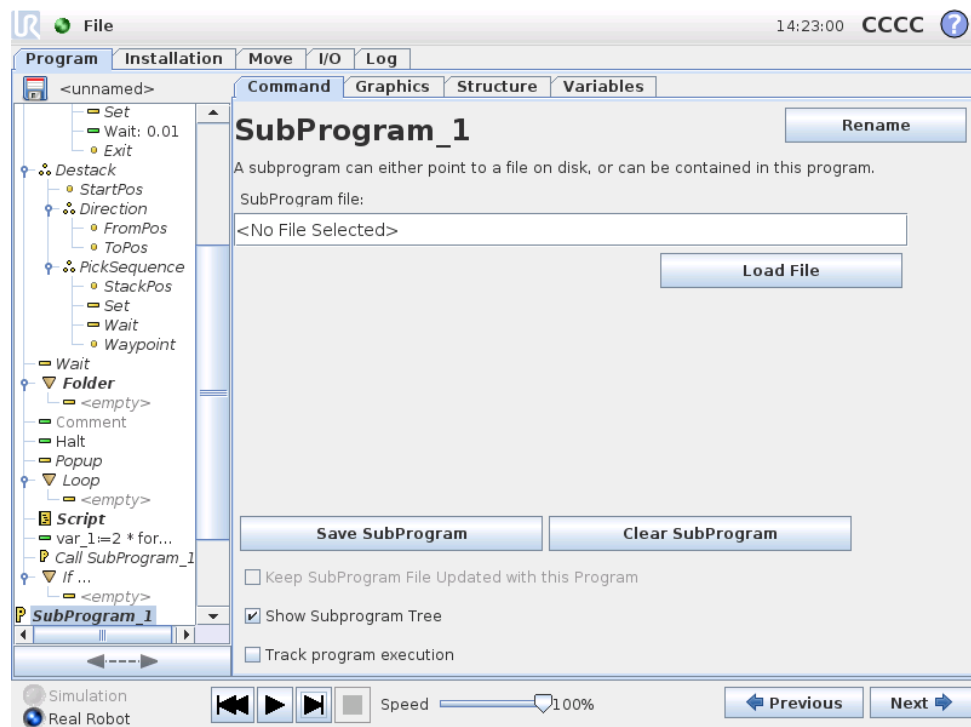 UR File 14:23:00 CCCC ?
Program Installation Move I/O Log
<unnamed>
Command Graphics Structure Variables
Set
Wait: 0.01
Exit
Destack
StartPos
Direction
FromPos
ToPos
PickSequence
StackPos
Set
Wait
Waypoint
Wait
Folder
<empty>
Comment
Halt
Popup
Loop
<empty>
Script
var_1:=2 * for...
Call SubProgram_1
If ...
<empty>
SubProgram_1
SubProgram_1
Rename
A subprogram can either point to a file on disk, or can be contained in this program.
SubProgram file:
<No File Selected>
Load File
Save SubProgram Clear SubProgram
Keep SubProgram File Updated with this Program
Show Subprogram Tree
Track program execution
Simulation
Real Robot
Speed 100%
Previous Next